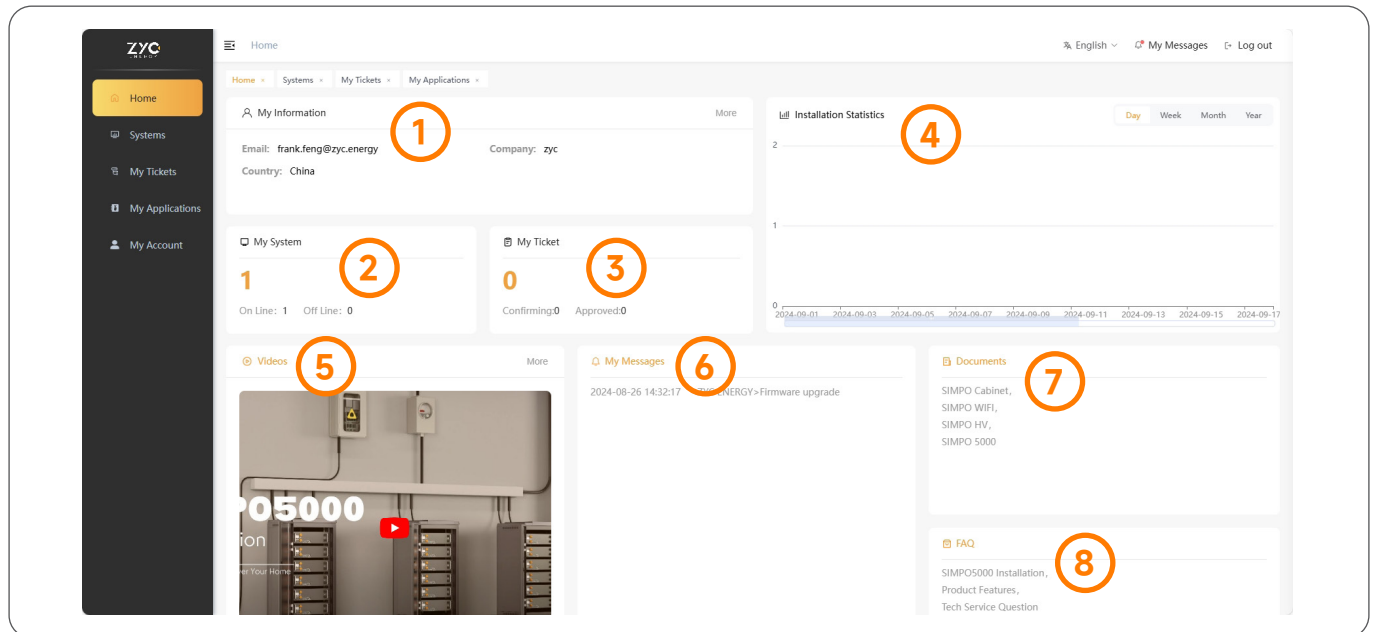 ZYC
ENERGY
Home
English
My Messages
Log out
Home × Systems × My Tickets × My Applications ×
Home
Systems
My Tickets
My Applications
My Account
My Information
More
1
Email: frank.feng@zyc.energy
Company: zyc
Country: China
Installation Statistics
4
Day Week Month Year
2
1
0
2024-09-01 2024-09-03 2024-09-05 2024-09-07 2024-09-09 2024-09-11 2024-09-13 2024-09-15 2024-09-17
My System
2
1
On Line: 1 Off Line: 0
My Ticket
3
0
Confirming:0 Approved:0
Videos
5
More
PO5000
ion
er Your Home
My Messages
6
2024-08-26 14:32:17 ENERGY>Firmware upgrade
Documents
7
SIMPO Cabinet,
SIMPO WIFI,
SIMPO HV,
SIMPO 5000
FAQ
8
SIMPO5000 Installation,
Product Features,
Tech Service Question